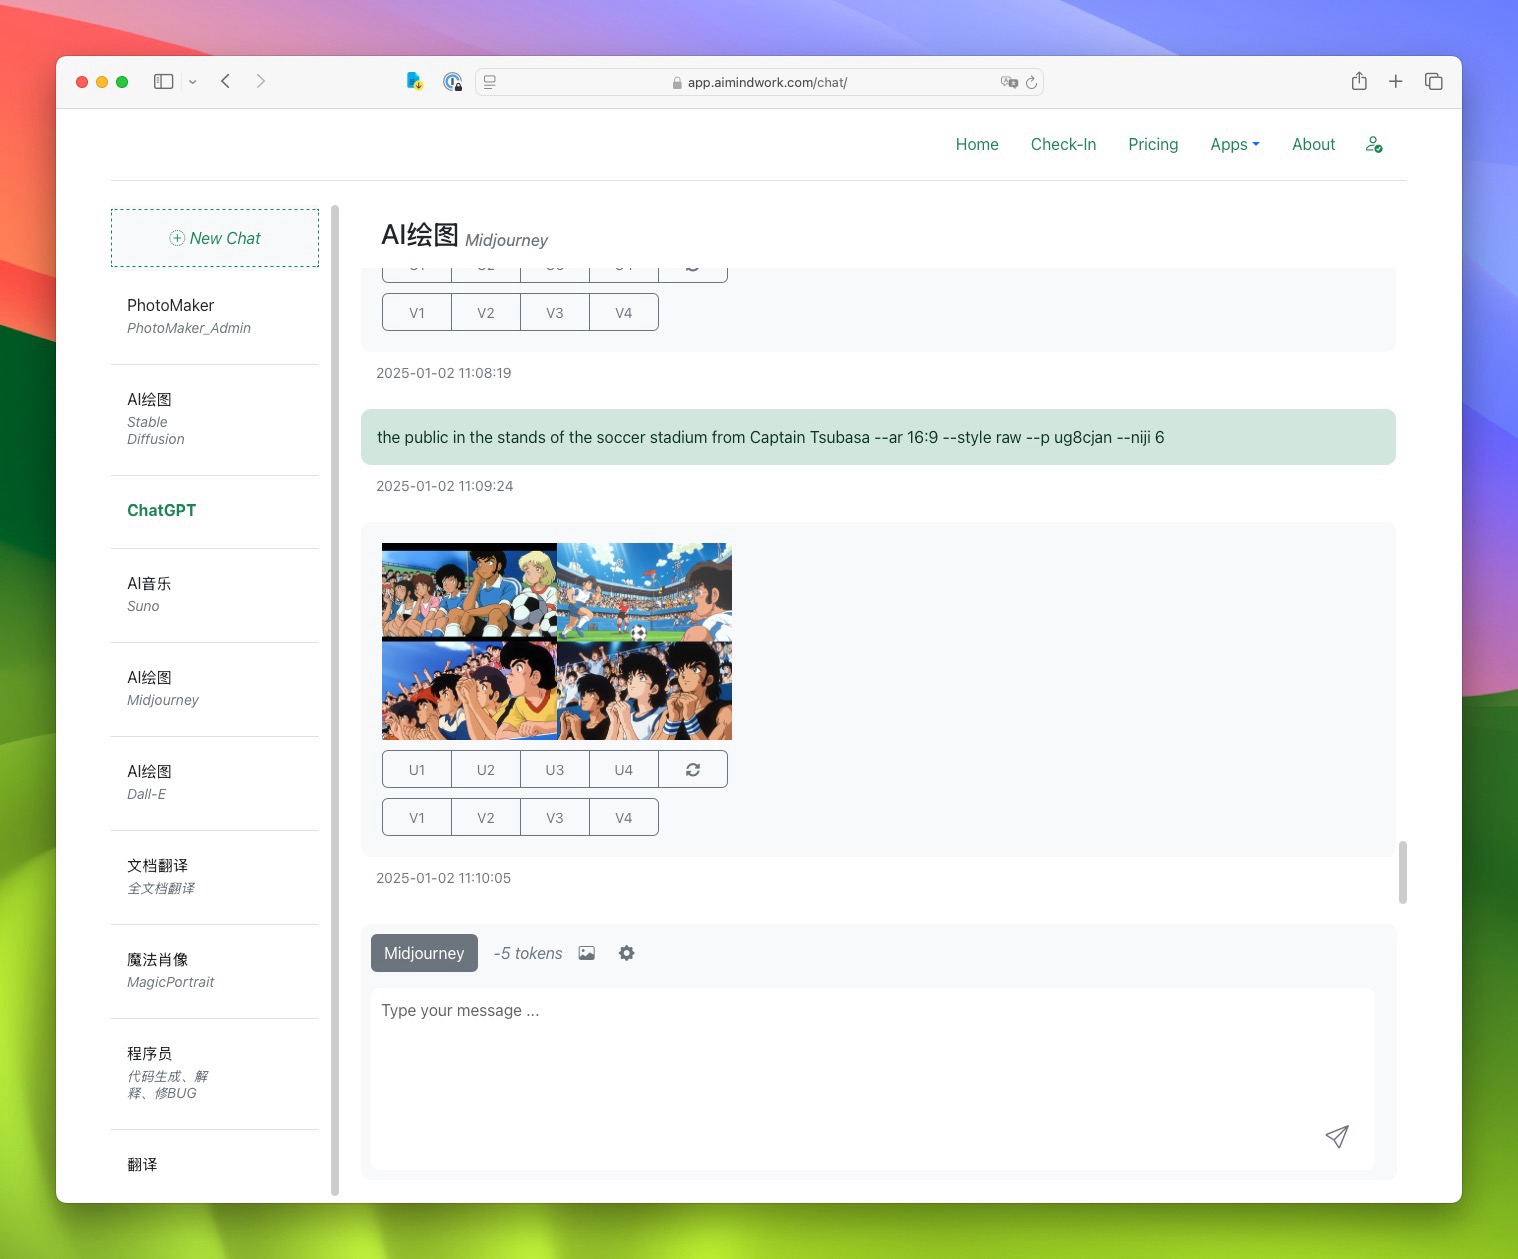 app.aimindwork.com/chat/
Home Check-In Pricing Apps About
New Chat
PhotoMaker
PhotoMaker_Admin
AI绘图
Stable
Diffusion
ChatGPT
AI音乐
Suno
AI绘图
Midjourney
AI绘图
Dall-E
文档翻译
全文档翻译
魔法肖像
MagicPortrait
程序员
代码生成、解
释、修BUG
翻译
AI绘图 Midjourney
V1 V2 V3 V4
2025-01-02 11:08:19
the public in the stands of the soccer stadium from Captain Tsubasa --ar 16:9 --style raw --p ug8cjan --niji 6
2025-01-02 11:09:24
U1 U2 U3 U4
V1 V2 V3 V4
2025-01-02 11:10:05
Midjourney -5 tokens
Type your message ...